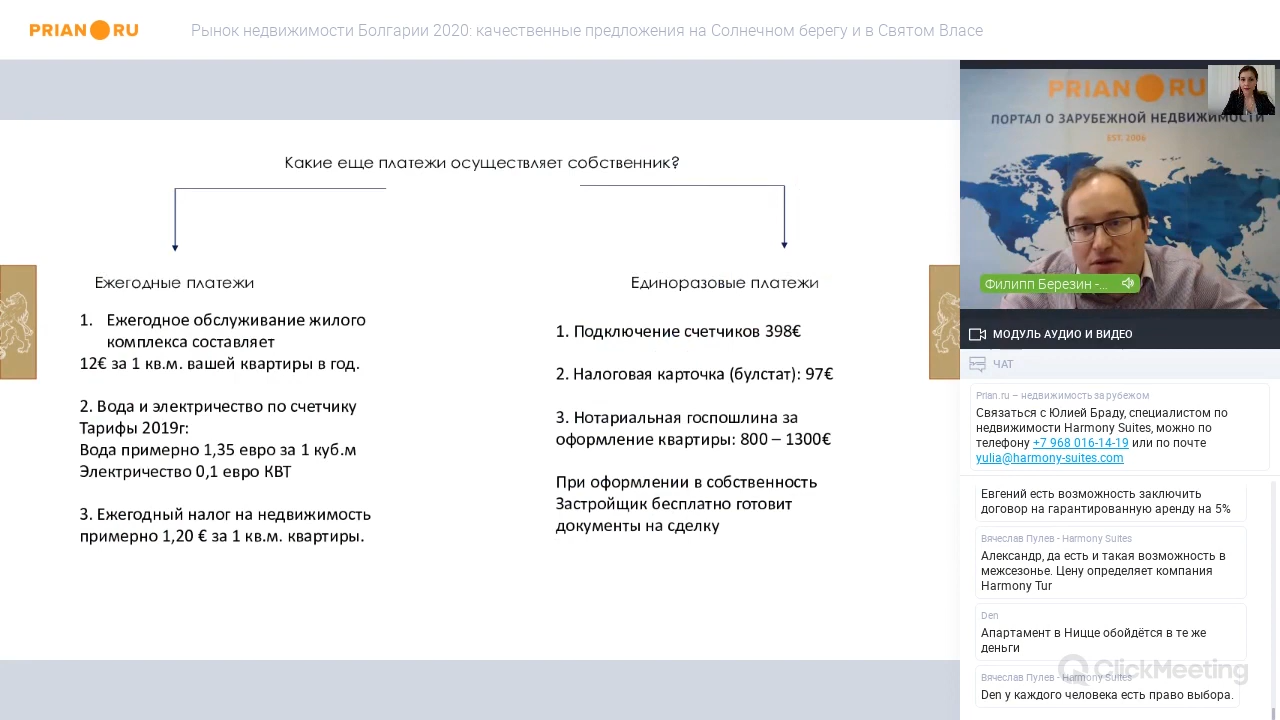 PRIAN RU
Рынок недвижимости Болгарии 2020: качественные предложения на Солнечном берегу и в Святом Власе
Какие еще платежи осуществляет собственник?
Ежегодные платежи
1. Ежегодное обслуживание жилого
комплекса составляет
12€ за 1 кв.м. вашей квартиры в год.
2. Вода и электричество по счетчику
Тарифы 2019г:
Вода примерно 1,35 евро за 1 куб.м
Электричество 0,1 евро КВТ
3. Ежегодный налог на недвижимость
примерно 1,20 € за 1 кв.м. квартиры.
Единоразовые платежи
1. Подключение счетчиков 398€
2. Налоговая карточка (булстат): 97€
3. Нотариальная госпошлина за
оформление квартиры: 800 – 1300€
При оформлении в собственность
Застройщик бесплатно готовит
документы на сделку
PRIAN RU
ПОРТАЛ О ЗАРУБЕЖНОЙ НЕДВИЖИМОСТИ
EST. 2006
Филипп Березин -...
МОДУЛЬ АУДИО И ВИДЕО
ЧАТ
Prian.ru – недвижимость за рубежом
Связаться с Юлией Браду, специалистом по
недвижимости Harmony Suites, можно по
телефону +7 968 016-14-19 или по почте
yulia@harmony-suites.com
Евгений есть возможность заключить
договор на гарантированную аренду на 5%
Вячеслав Пулев - Harmony Suites
Александр, да есть и такая возможность в
межсезонье. Цену определяет компания
Harmony Tur
Den
Апартамент в Ницце обойдётся в те же
деньги
Вячеслав Пулев - Harmony Suites
Den у каждого человека есть право выбора.
ClickMeeting